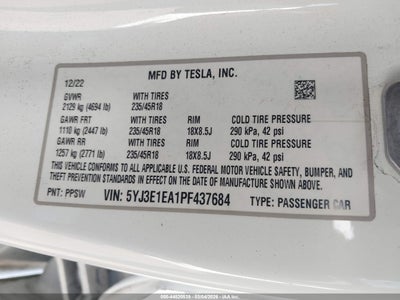 MFD BY TESLA, INC.
12/22
GVWR WITH TIRES
2129 kg (4694 lb) 235/45R18
GAWR FRT WITH TIRES RIM COLD TIRE PRESSURE
1110 kg (2447 lb) 235/45R18 18X8.5J 290 kPa, 42 psi
GAWR RR WITH TIRES RIM COLD TIRE PRESSURE
1257 kg (2771 lb) 235/45R18 18X8.5J 290 kPa, 42 psi
THIS VEHICLE CONFORMS TO ALL APPLICABLE U.S. FEDERAL MOTOR VEHICLE SAFETY, BUMPER AND
THEFT PREVENTION STANDARDS IN EFFECT ON THE DATE OF MANUFACTURE SHOWN ABOVE.
PNT: PPSW VIN: 5YJ3E1EA1PF437684 TYPE: PASSENGER CAR